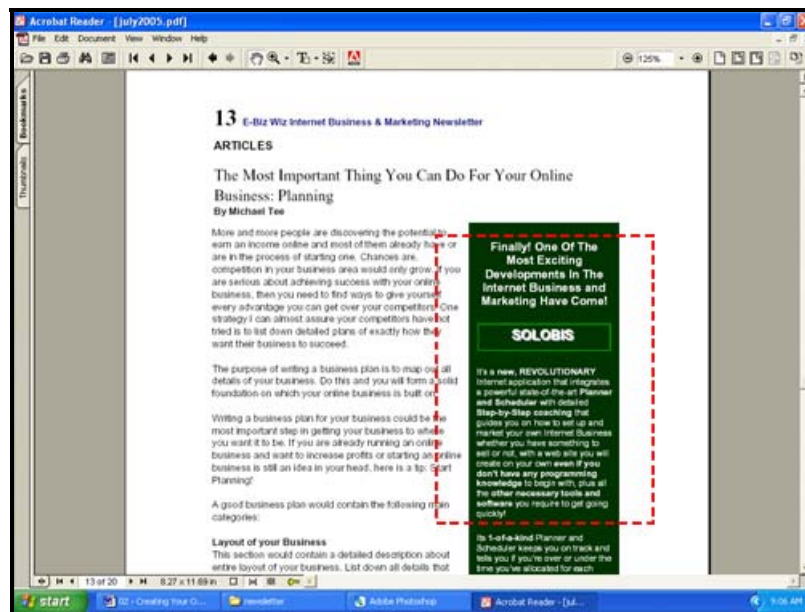 Acrobat Reader - [july2005.pdf]
File Edit Document View Window Help
125%
Bookmarks
Thumbnails
13 E-Biz Wiz Internet Business & Marketing Newsletter
ARTICLES
The Most Important Thing You Can Do For Your Online
Business: Planning
By Michael Tee
More and more people are discovering the potential to
earn an income online and most of them already have or
are in the process of starting one. Chances are,
competition in your business area would only grow. If you
are serious about achieving success with your online
business, then you need to find ways to give yourself
every advantage you can get over your competitors. One
strategy I can almost assure your competitors have not
tried is to list down detailed plans of exactly how they
want their business to succeed.
The purpose of writing a business plan is to map out all
details of your business. Do this and you will form a solid
foundation on which your online business is built on.
Writing a business plan for your business could be the
most important step in getting your business to where
you want it to be. If you are already running an online
business and want to increase profits or starting an online
business is still an idea in your head, here is a tip: Start
Planning!
A good business plan would contain the following main
categories:
Layout of your Business
This section would contain a detailed description about
entire layout of your business. List down all details that
Finally! One Of The
Most Exciting
Developments In The
Internet Business and
Marketing Have Come!
SOLOBIS
It's a new, REVOLUTIONARY
Internet application that integrates
a powerful state-of-the-art Planner
and Scheduler with detailed
Step-by-Step coaching that
guides you on how to set up and
market your own Internet Business
whether you have something to
sell or not, with a web site you will
create on your own even if you
don't have any programming
knowledge to begin with, plus all
the other necessary tools and
software you require to get going
quickly!
Its 1-of-a-kind Planner and
Scheduler keeps you on track and
tells you if you're over or under the
time you've allocated for each
13 of 20 8.27 x 11.69 in
start 02 - Creating Your O... newsletter Adobe Photoshop Acrobat Reader - [jul... 9:06 AM